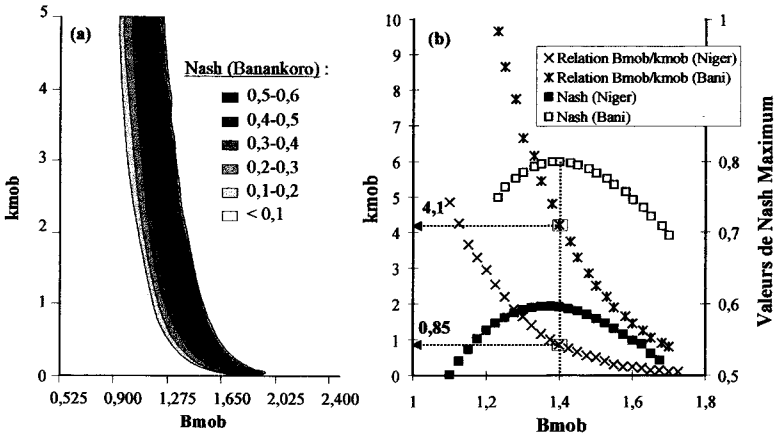 (a)
Nash (Banankoro) :
0,5-0,6
0,4-0,5
0,3-0,4
0,2-0,3
0,1-0,2
< 0,1
kmob
5
4
3
2
1
0
0,525 0,900 1,275 1,650 2,025 2,400
Bmob
(b)
Relation Bmob/kmob (Niger)
Relation Bmob/kmob (Bani)
Nash (Niger)
Nash (Bani)
4,1
0,85
kmob
10
9
8
7
6
5
4
3
2
1
0
1 1,2 1,4 1,6 1,8
Bmob
1
0,9
0,8
0,7
0,6
0,5
Valeurs de Nash Maximum